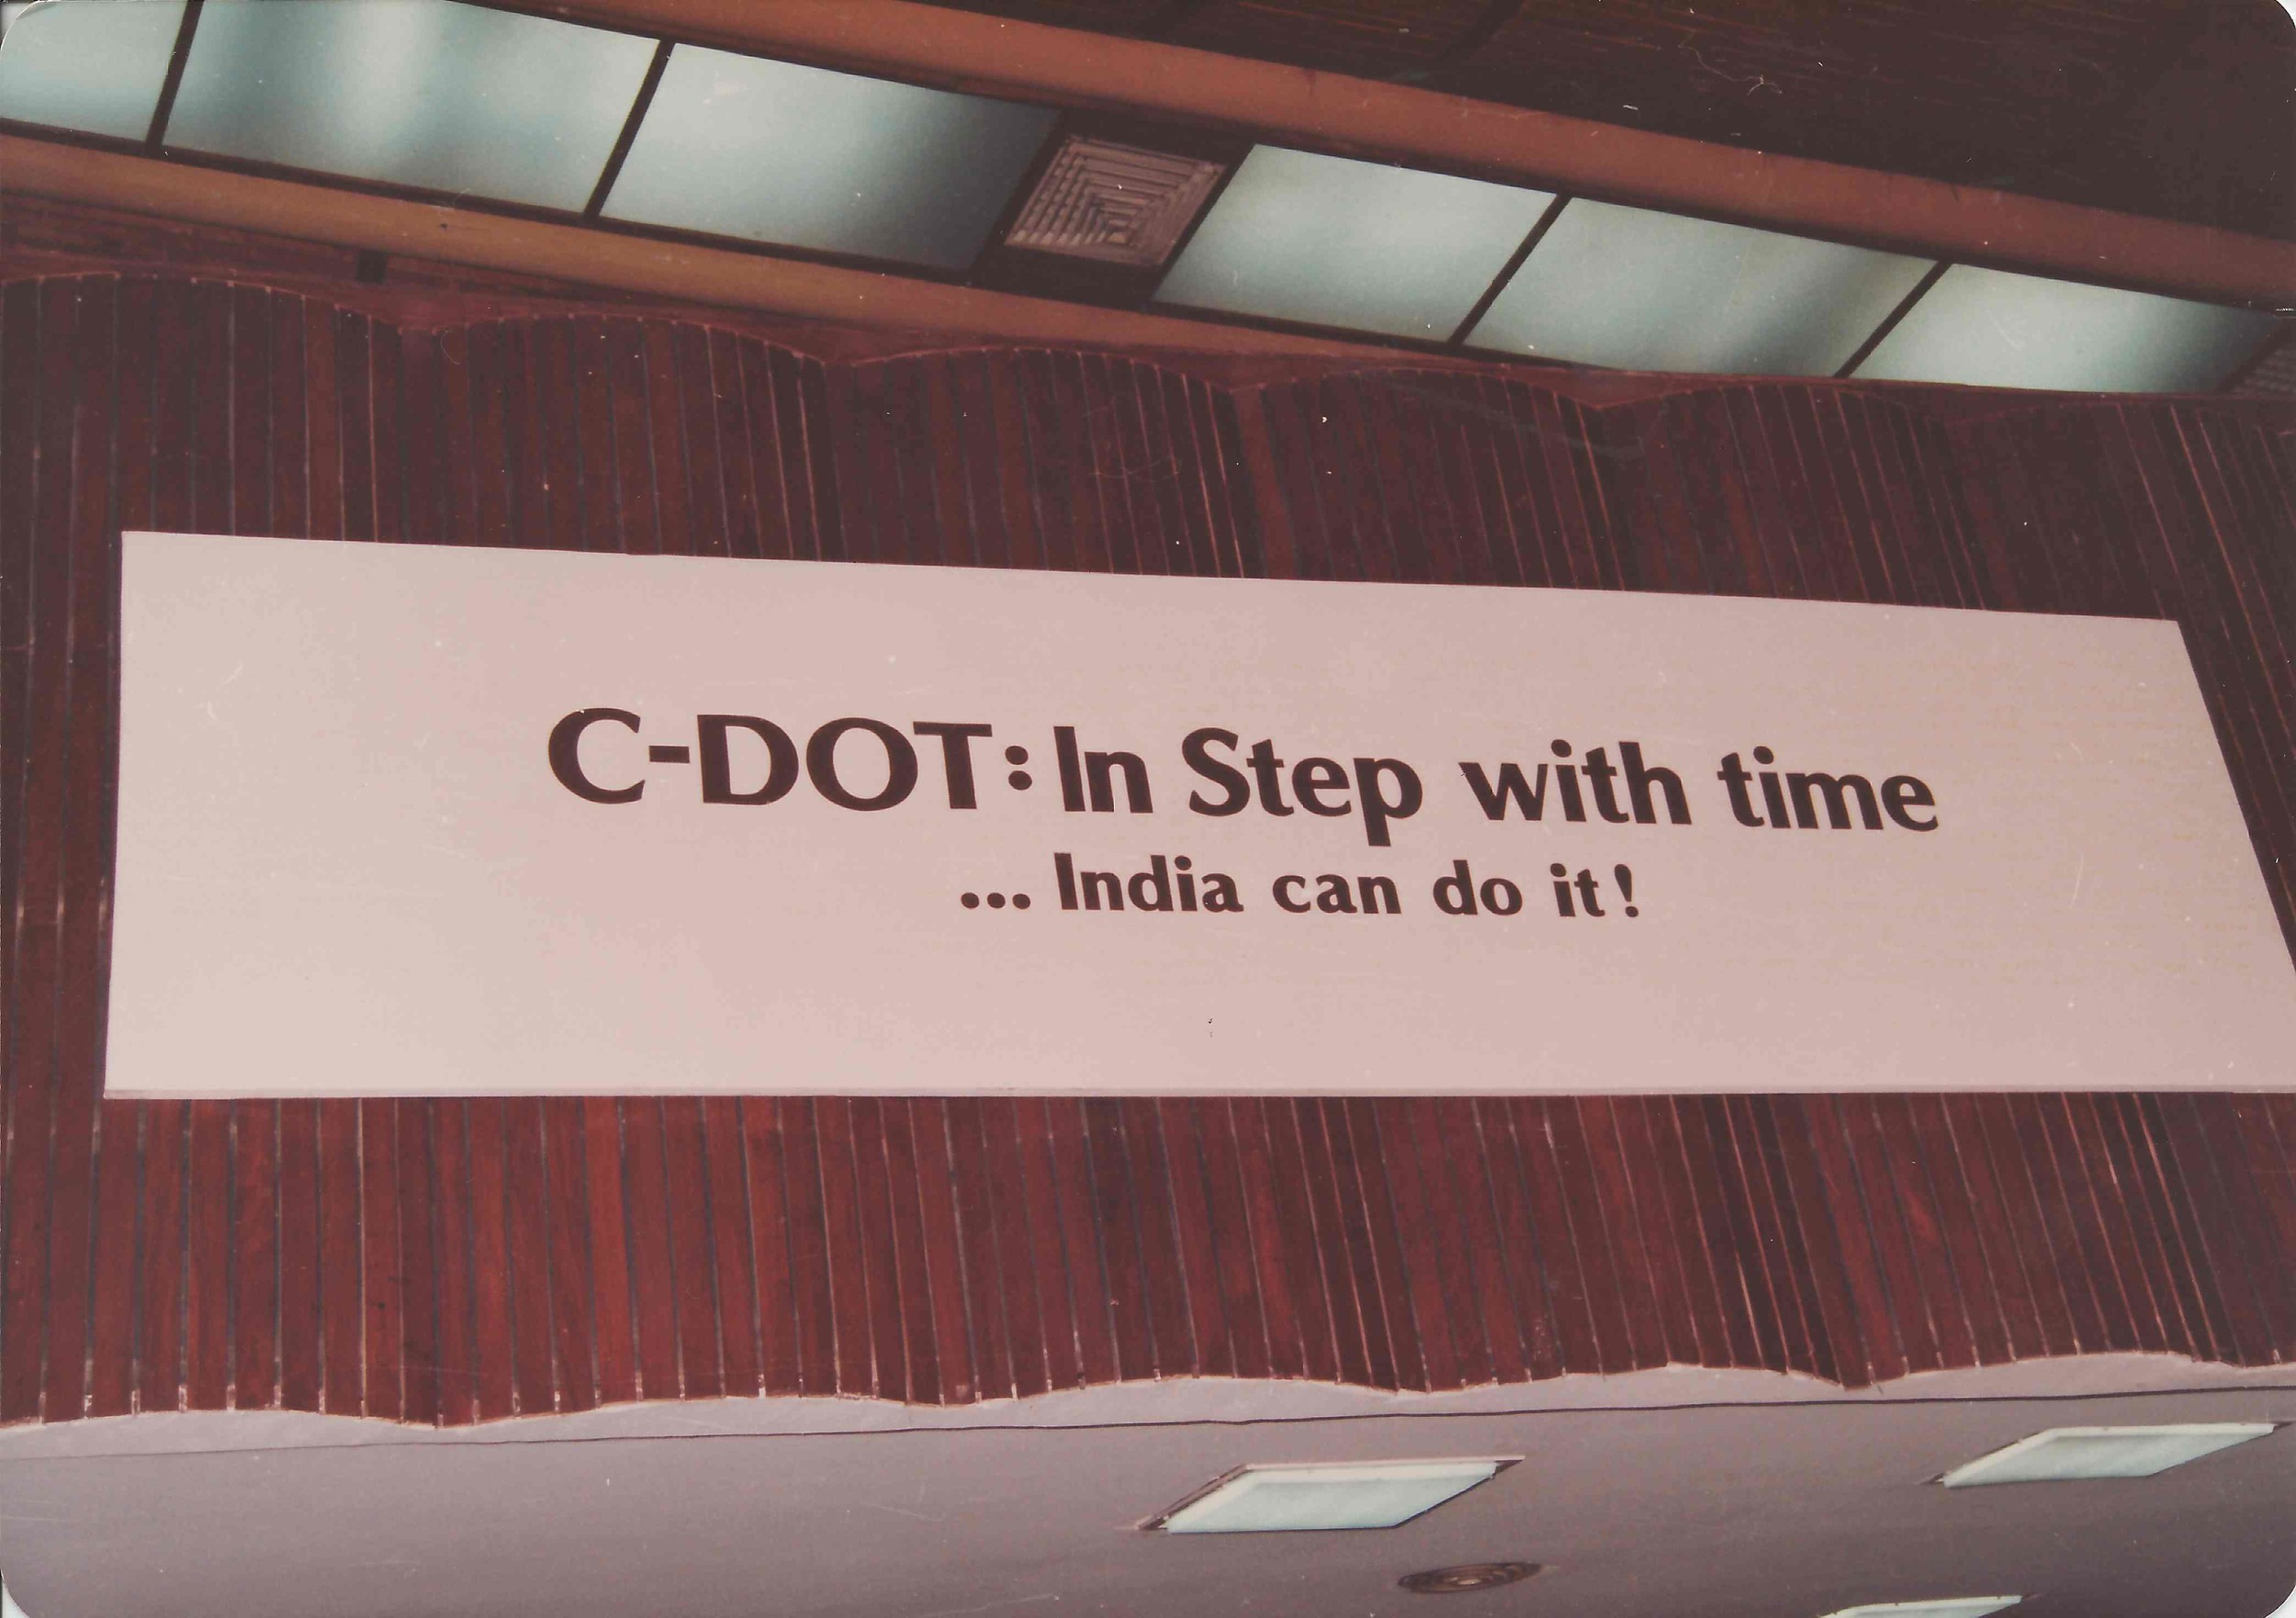 C-DOT: In Step with time
... India can do it!